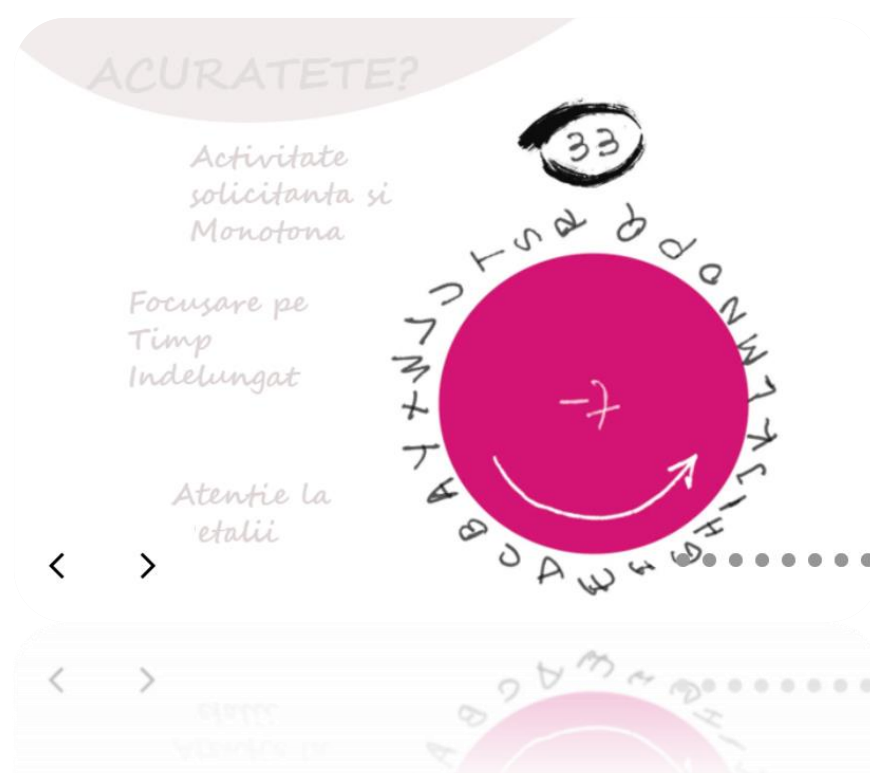 ACURATETE?
33
Activitate
solicitanta si
Monotona
Focusare pe
Timp
Indelungat
Atentie la
etalii
A B C D E F G H I J K L M N O P Q R S T U V W X Y
-7